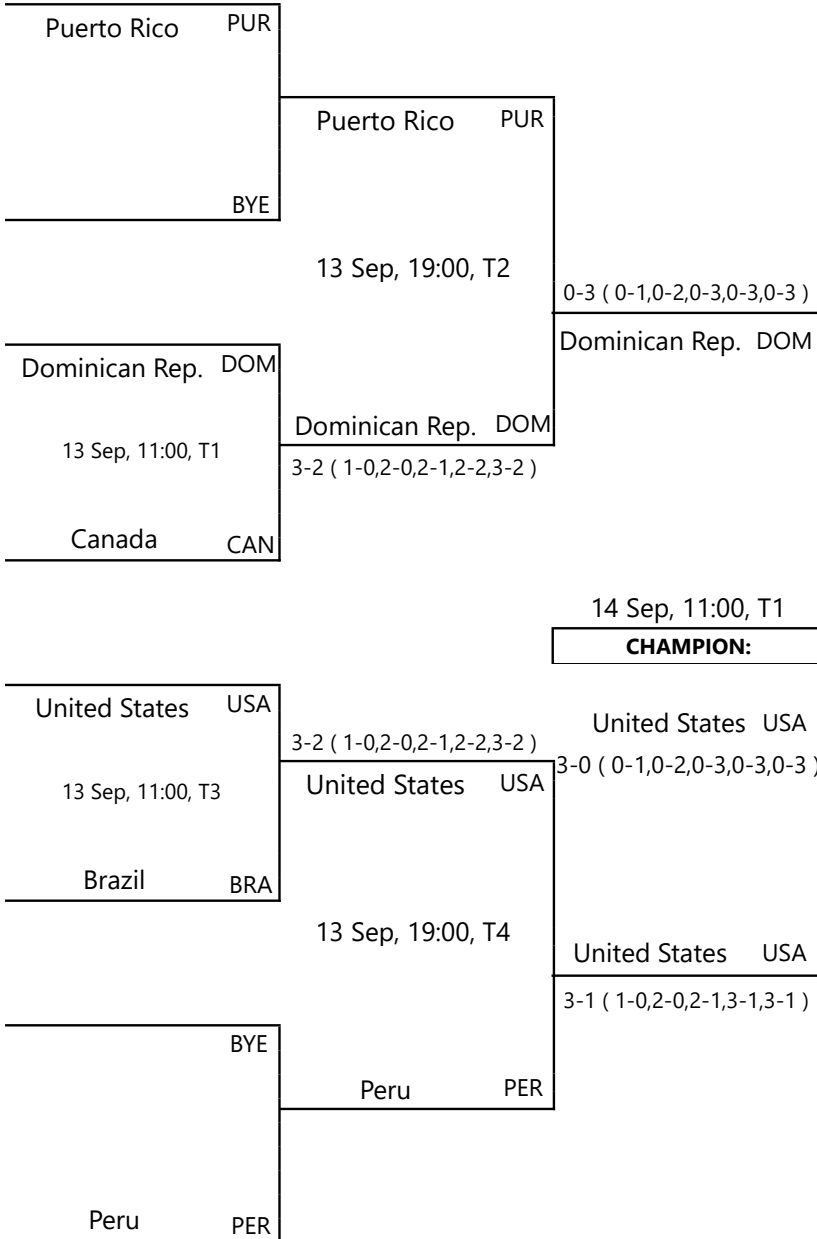 Puerto Rico PUR
Puerto Rico PUR
BYE
13 Sep, 19:00, T2
0-3 ( 0-1,0-2,0-3,0-3,0-3 )
Dominican Rep. DOM
Dominican Rep. DOM
Dominican Rep. DOM
13 Sep, 11:00, T1
3-2 ( 1-0,2-0,2-1,2-2,3-2 )
Canada CAN
14 Sep, 11:00, T1
CHAMPION:
United States USA
United States USA
3-2 ( 1-0,2-0,2-1,2-2,3-2 )
3-0 ( 0-1,0-2,0-3,0-3,0-3 )
United States USA
13 Sep, 11:00, T3
Brazil BRA
13 Sep, 19:00, T4
United States USA
3-1 ( 1-0,2-0,2-1,3-1,3-1 )
BYE
Peru PER
Peru PER